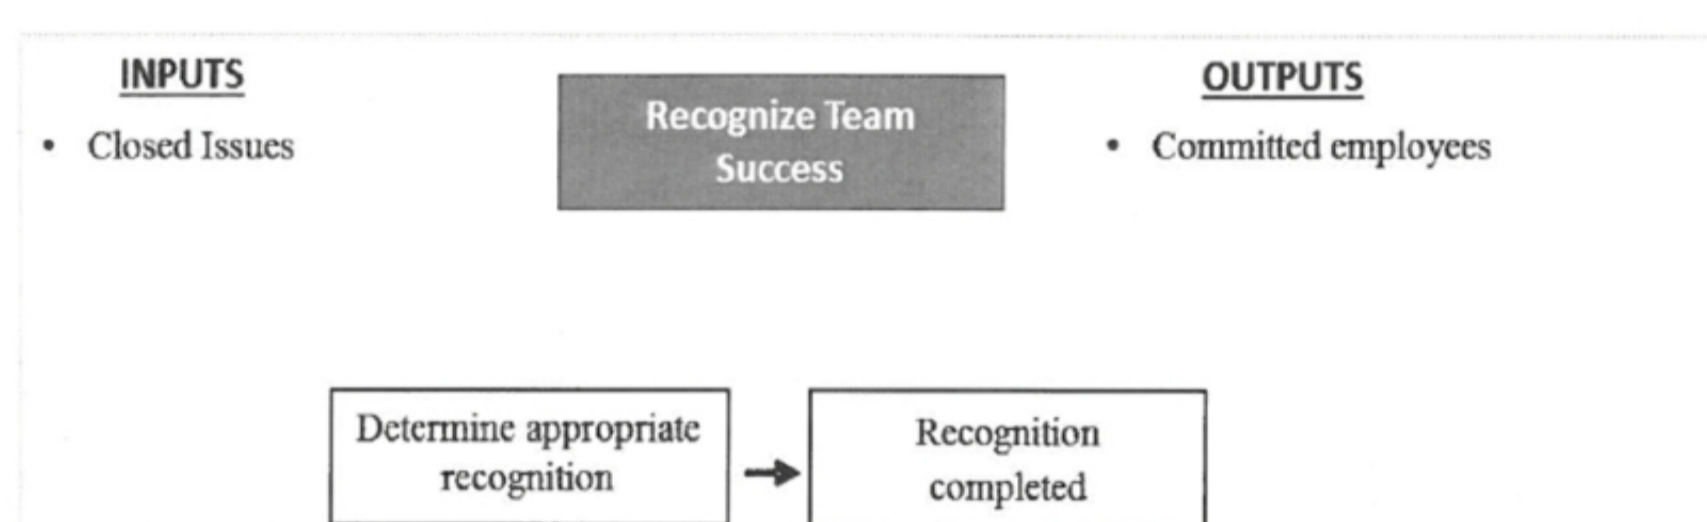 INPUTS
• Closed Issues
Recognize Team
Success
OUTPUTS
• Committed employees
Determine appropriate
recognition
Recognition
completed